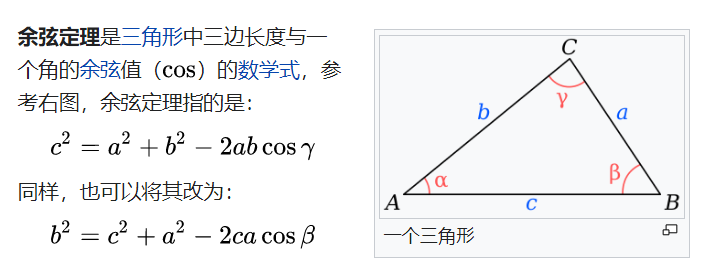 余弦定理是三角形中三边长度与一
个角的余弦值（cos）的数学式，参
考右图，余弦定理指的是：
c² = a² + b² − 2ab cos γ
同样，也可以将其改为：
b² = c² + a² − 2ca cos β
C
γ
b
a
α
β
A
c
B
一个三角形